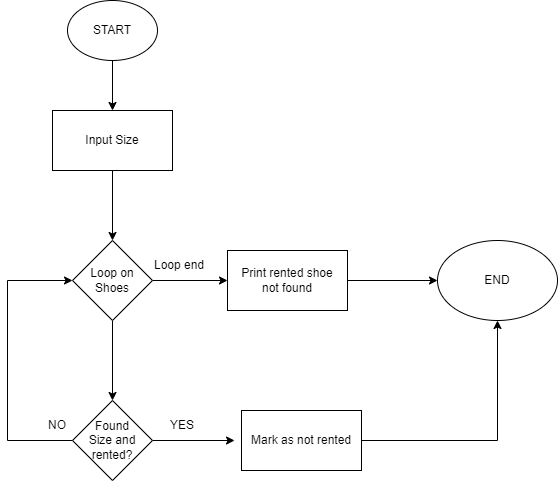 START
Input Size
Loop on
Shoes
Loop end
Print rented shoe
not found
END
NO
Found
Size and
rented?
YES
Mark as not rented